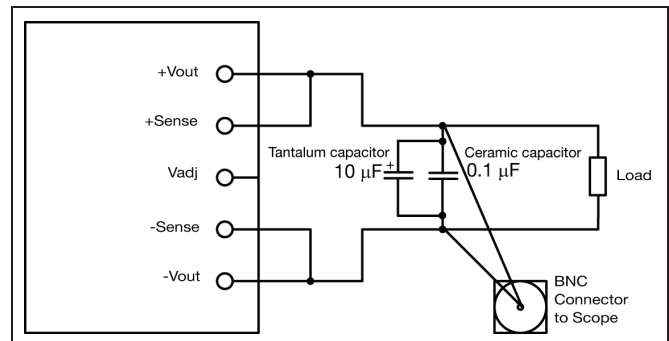 +Vout
+Sense
Vadj
-Sense
-Vout
Tantalum capacitor
10 μF
+
Ceramic capacitor
0.1 μF
Load
BNC
Connector
to Scope